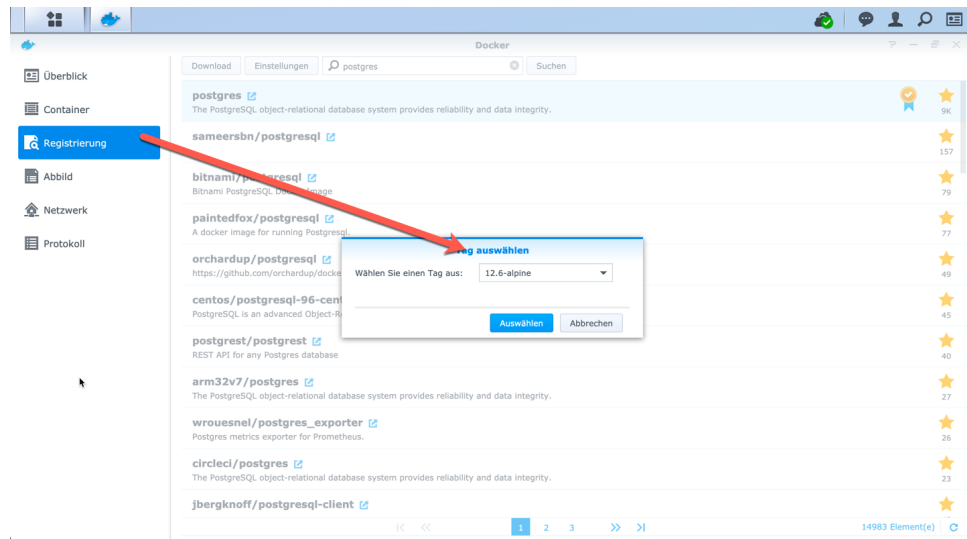 Docker
Überblick
Container
Registrierung
Abbild
Netzwerk
Protokoll
Download Einstellungen postgres Suchen
postgres
The PostgreSQL object-relational database system provides reliability and data integrity.
9K
sameersbn/postgresql
157
bitnami/postgresql
Bitnami PostgreSQL Docker Image
79
paintedfox/postgresql
A docker image for running Postgresql.
77
orchardup/postgresql
https://github.com/orchardup/docke
49
centos/postgresql-96-cent
PostgreSQL is an advanced Object-R
45
Tag auswählen
Wählen Sie einen Tag aus: 12.6-alpine
Auswählen Abbrechen
postgrest/postgrest
REST API for any Postgres database
40
arm32v7/postgres
The PostgreSQL object-relational database system provides reliability and data integrity.
27
wrouesnel/postgres_exporter
Postgres metrics exporter for Prometheus.
26
circleci/postgres
The PostgreSQL object-relational database system provides reliability and data integrity.
23
jbergknoff/postgresql-client
1 2 3
14983 Element(e)